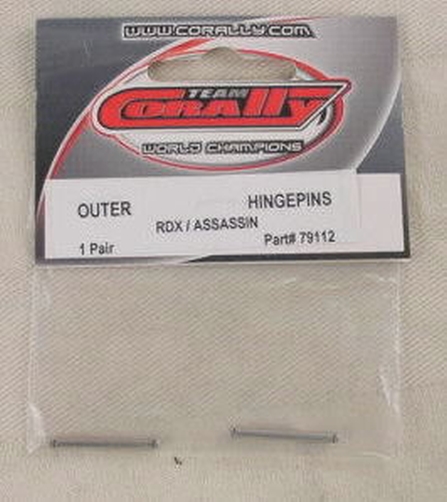 WWW.CORALLY.COM
TEAM
CORALLY
WORLD CHAMPIONS
OUTER HINGEPINS
RDX / ASSASSIN
1 Pair Part# 79112